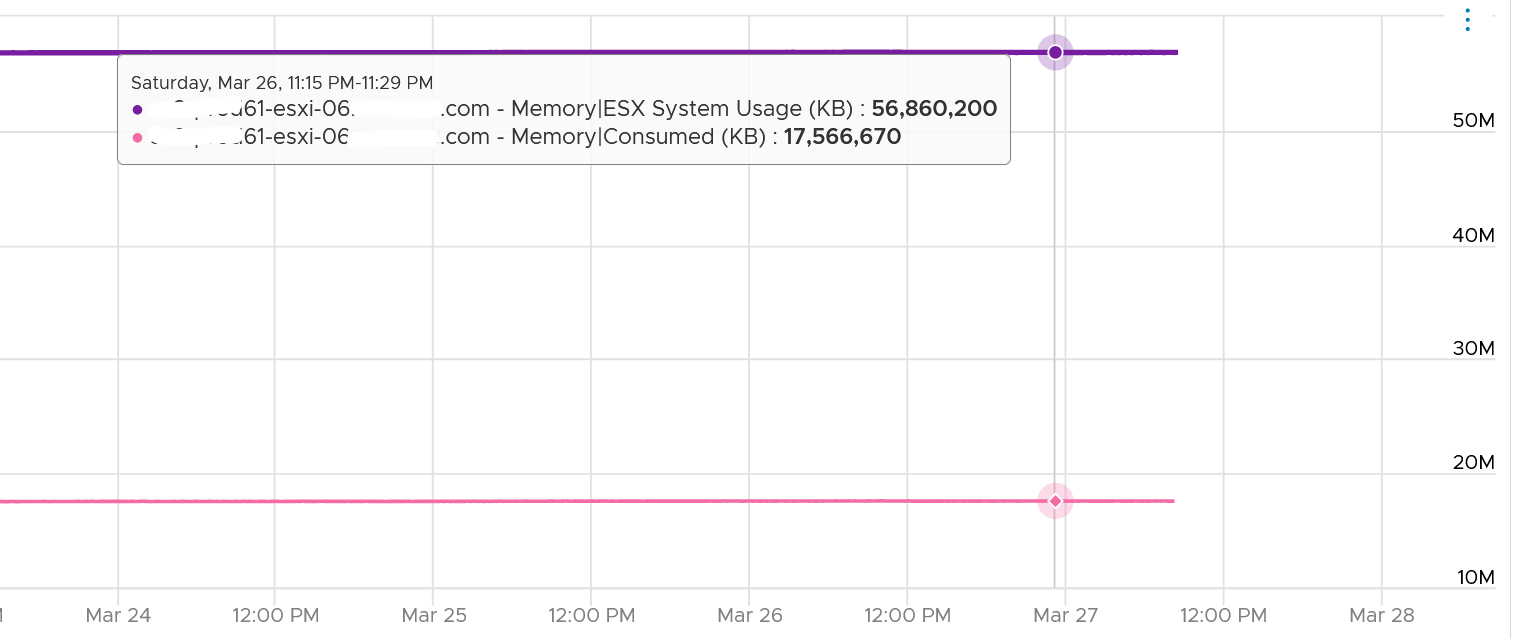 Saturday, Mar 26, 11:15 PM-11:29 PM
61-esxi-06 .com - Memory|ESX System Usage (KB) : 56,860,200
61-esxi-06 .com - Memory|Consumed (KB) : 17,566,670
50M
40M
30M
20M
10M
Mar 24 12:00 PM Mar 25 12:00 PM Mar 26 12:00 PM Mar 27 12:00 PM Mar 28